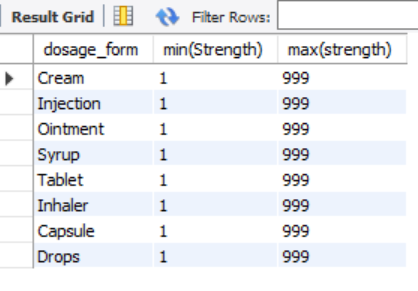 Result Grid Filter Rows:
dosage_form min(Strength) max(strength)
Cream 1 999
Injection 1 999
Ointment 1 999
Syrup 1 999
Tablet 1 999
Inhaler 1 999
Capsule 1 999
Drops 1 999